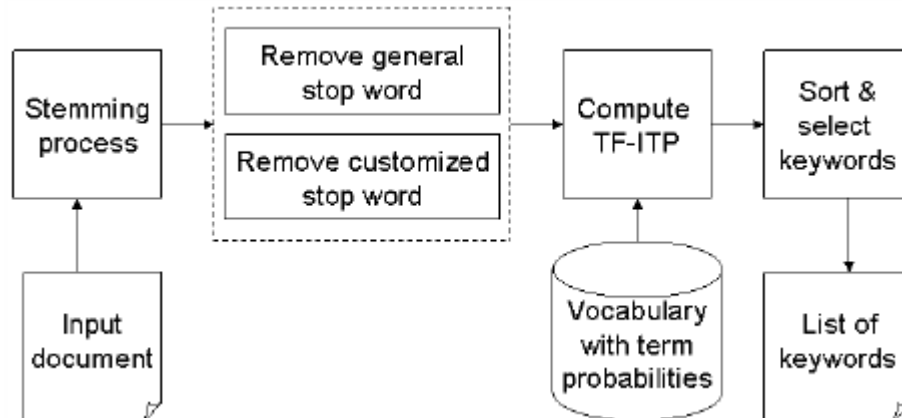 Stemming
process
Remove general
stop word
Remove customized
stop word
Compute
TF-ITP
Sort &
select
keywords
Input
document
Vocabulary
with term
probabilities
List of
keywords